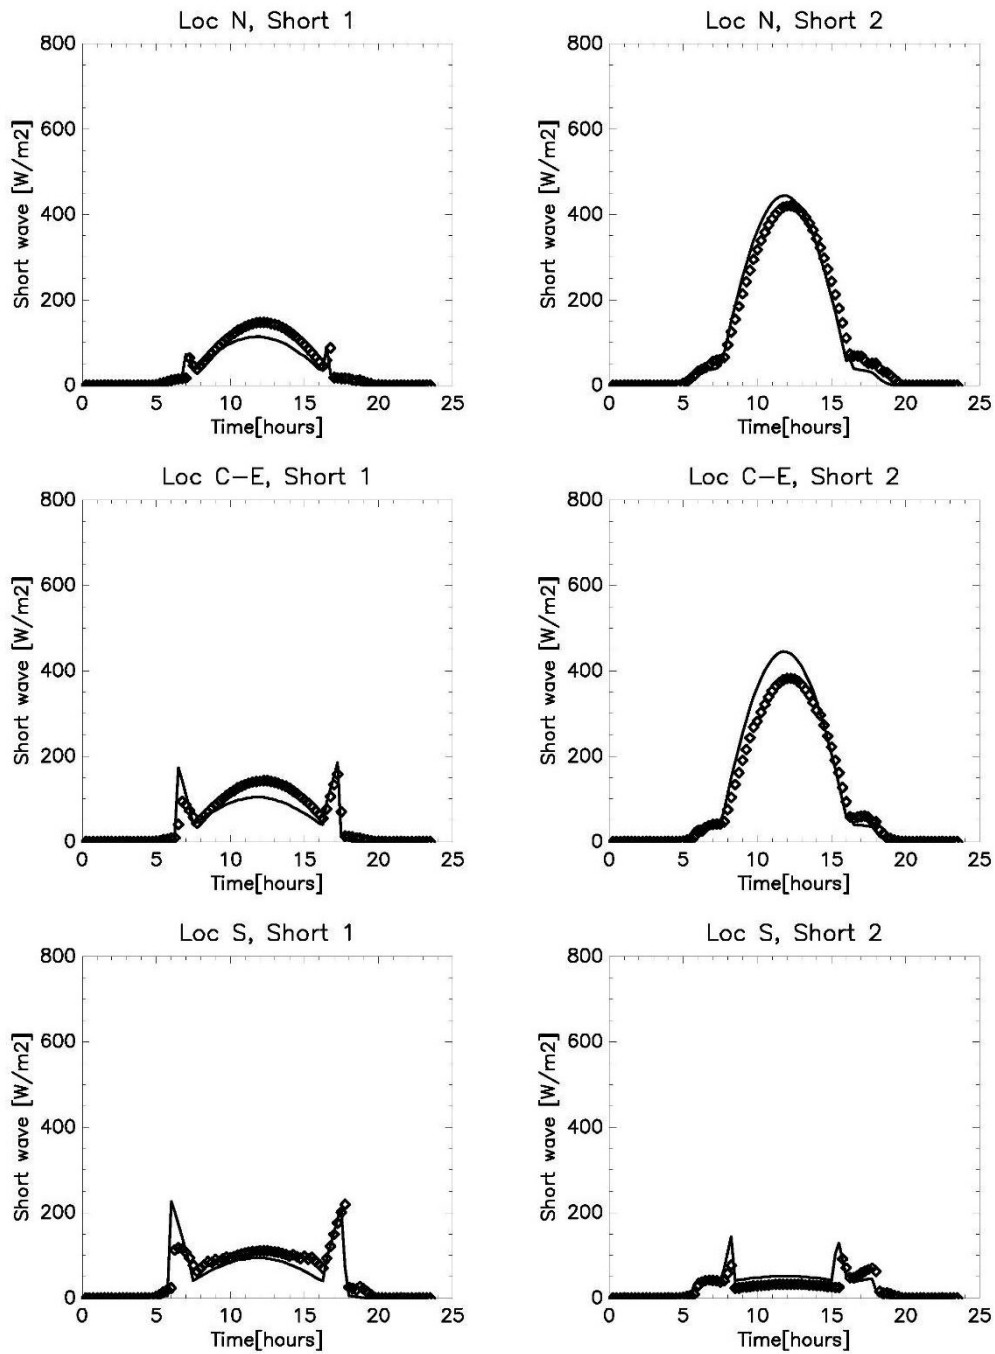 Loc N, Short 1
800
600
400
200
0
Short wave [W/m2]
0 5 10 15 20 25
Time[hours]
Loc N, Short 2
800
600
400
200
0
Short wave [W/m2]
0 5 10 15 20 25
Time[hours]
Loc C-E, Short 1
800
600
400
200
0
Short wave [W/m2]
0 5 10 15 20 25
Time[hours]
Loc C-E, Short 2
800
600
400
200
0
Short wave [W/m2]
0 5 10 15 20 25
Time[hours]
Loc S, Short 1
800
600
400
200
0
Short wave [W/m2]
0 5 10 15 20 25
Time[hours]
Loc S, Short 2
800
600
400
200
0
Short wave [W/m2]
0 5 10 15 20 25
Time[hours]